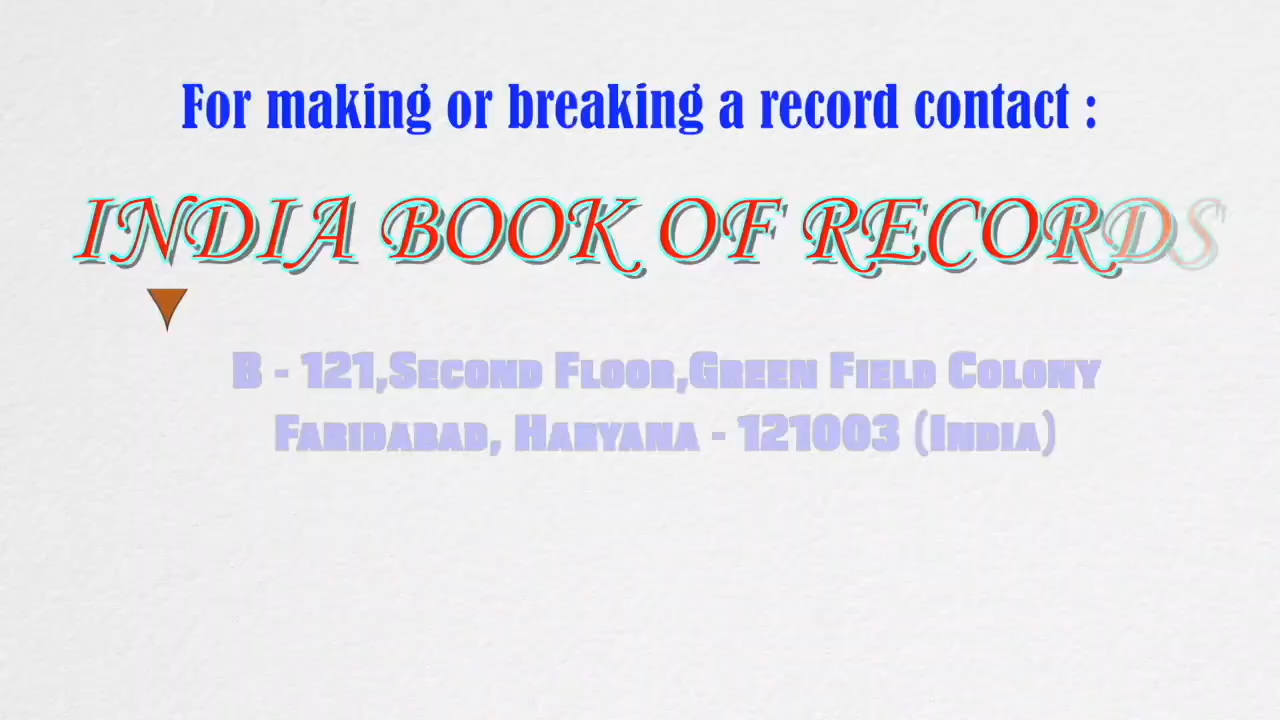 For making or breaking a record contact :
INDIA BOOK OF RECORDS
B - 121,Second Floor,Green Field Colony
Faridabad, Haryana - 121003 (India)